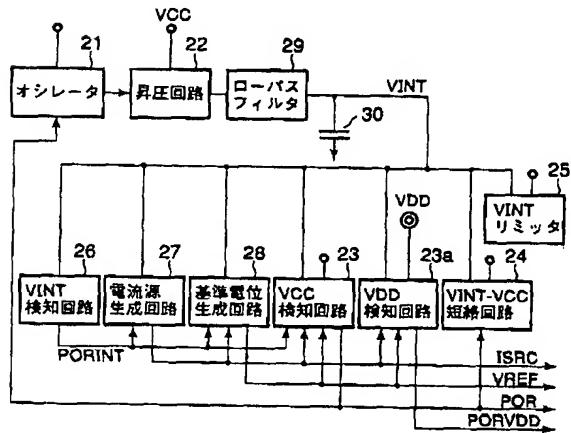 VCC
21
22
29
オシレータ
昇圧回路
ローパス
フィルタ
VINT
30
25
VINT
リミッタ
VDD
26
27
28
23
23a
24
VINT
検知回路
電流源
生成回路
基準電位
生成回路
VCC
検知回路
VDD
検知回路
VINT-VCC
短絡回路
PORINT
ISRC
VREF
POR
PORVDD